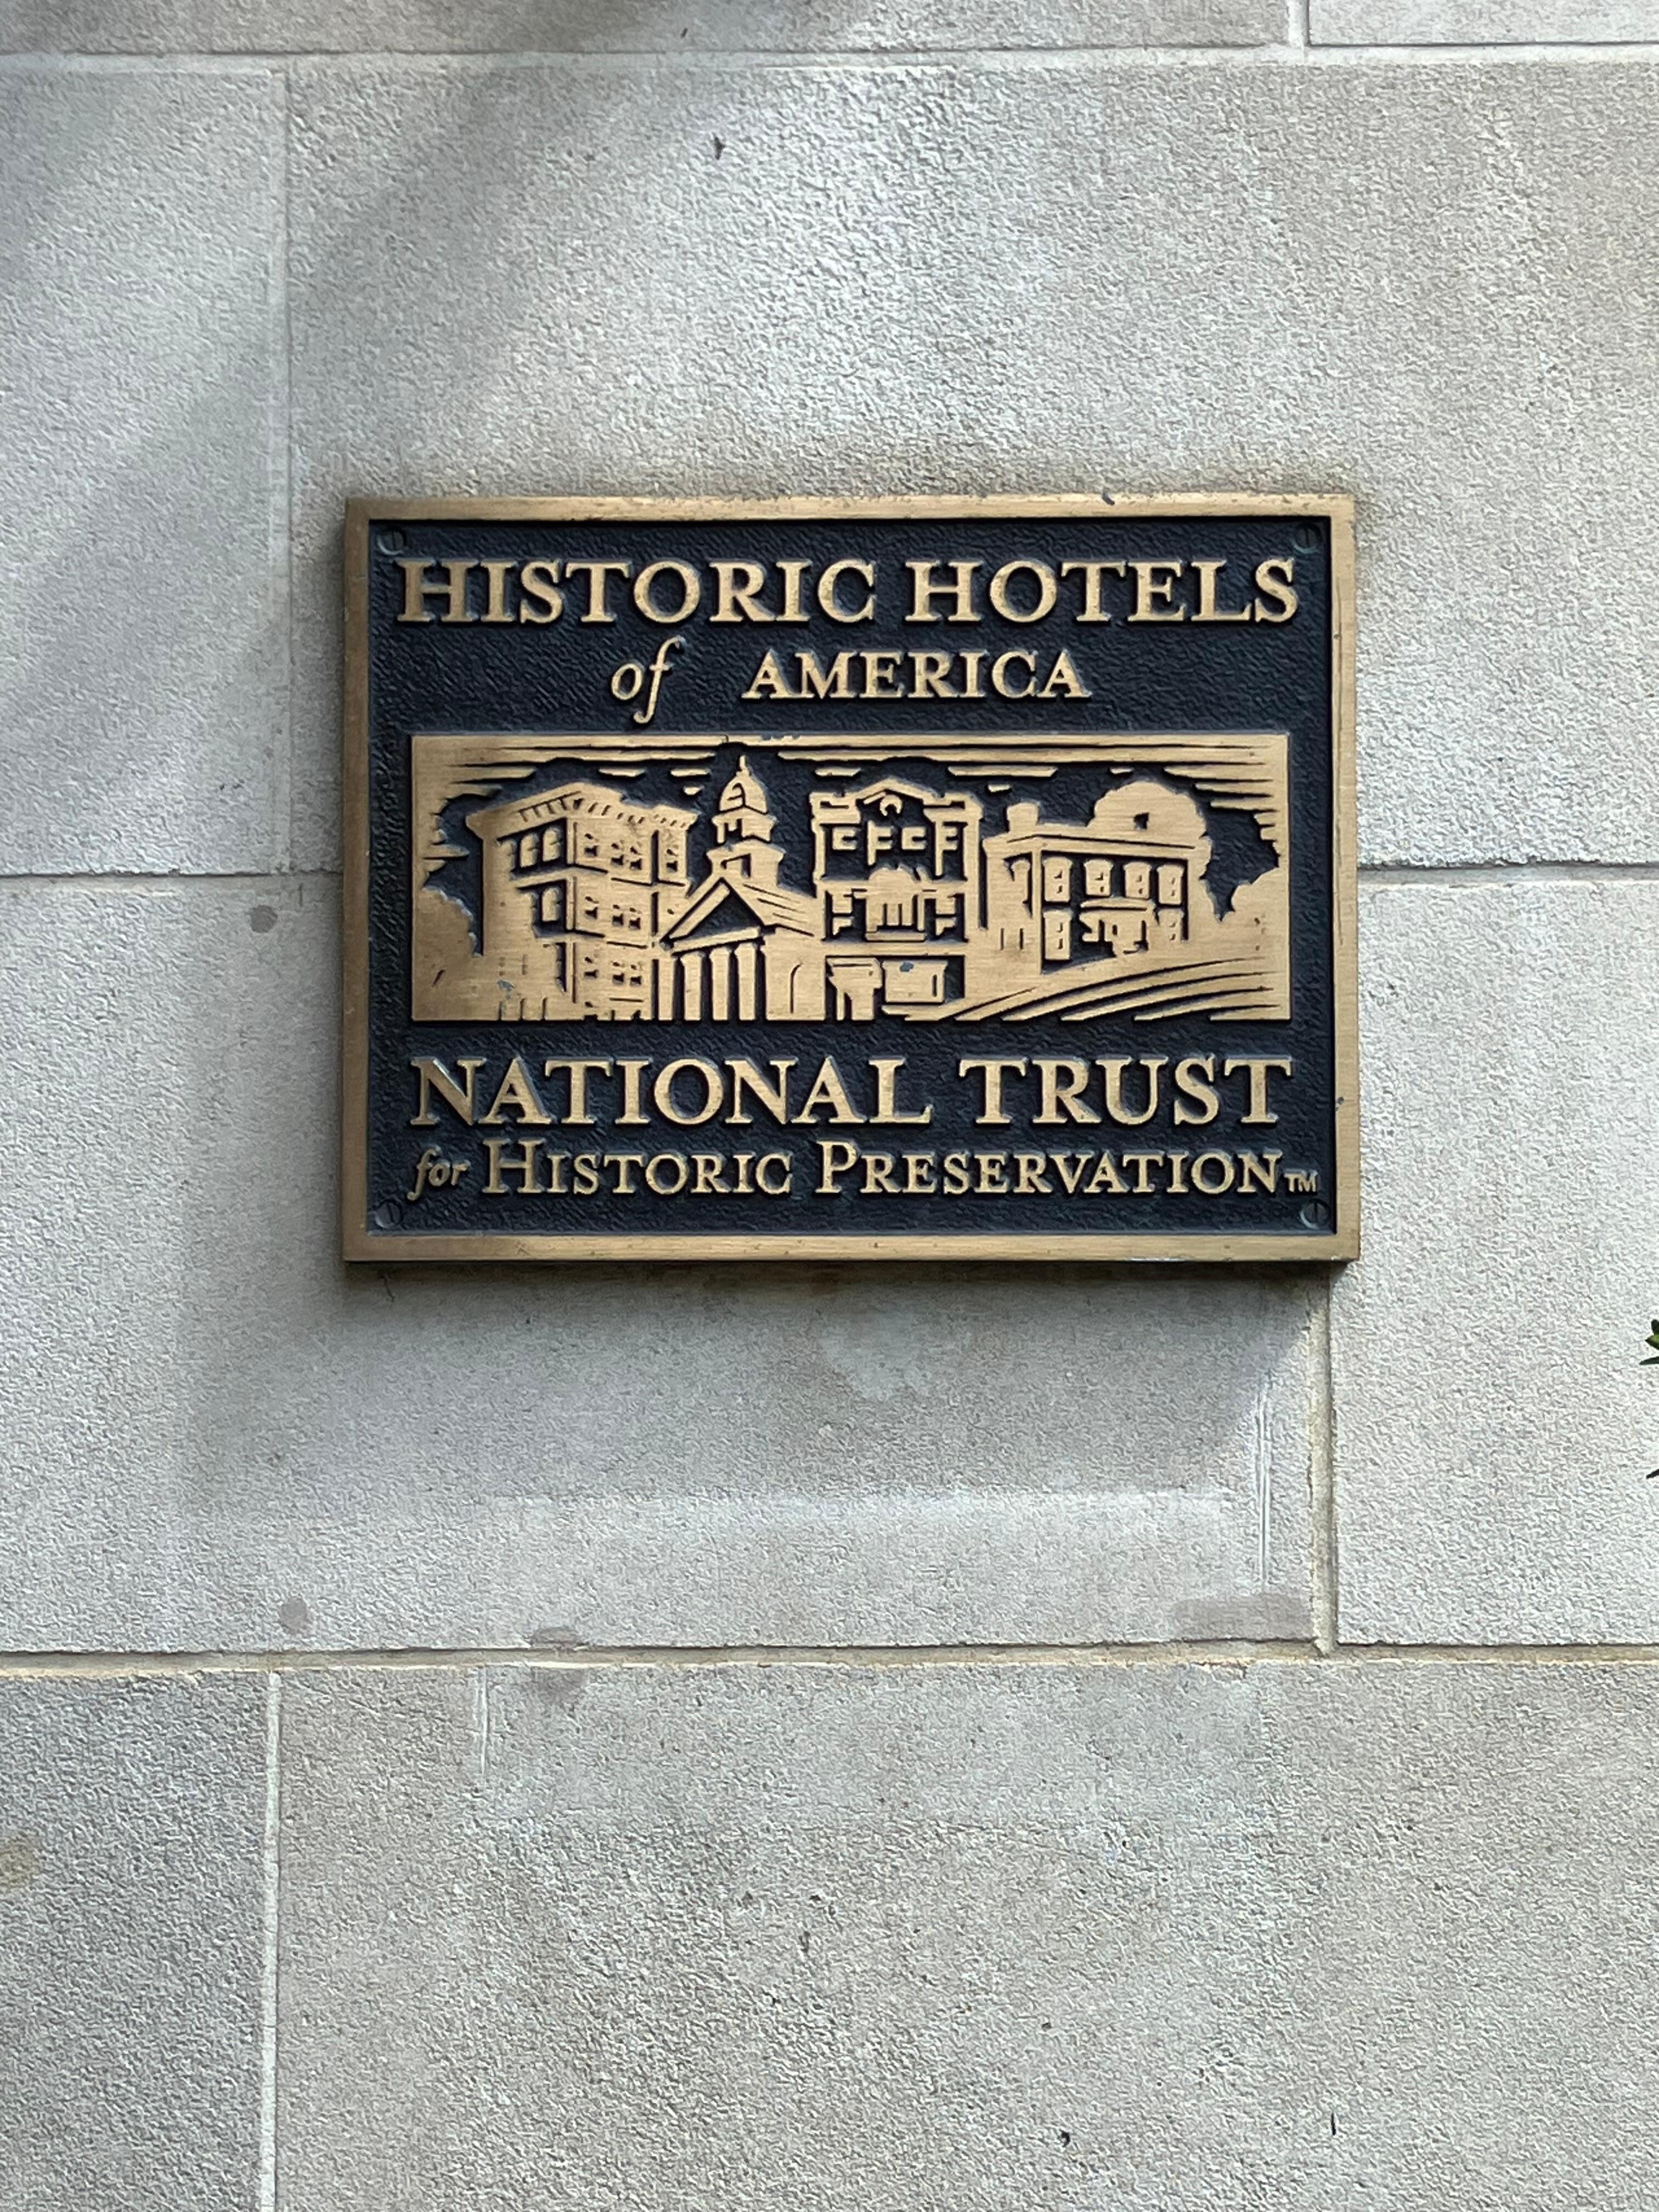 HISTORIC HOTELS
of AMERICA
NATIONAL TRUST
for HISTORIC PRESERVATION™